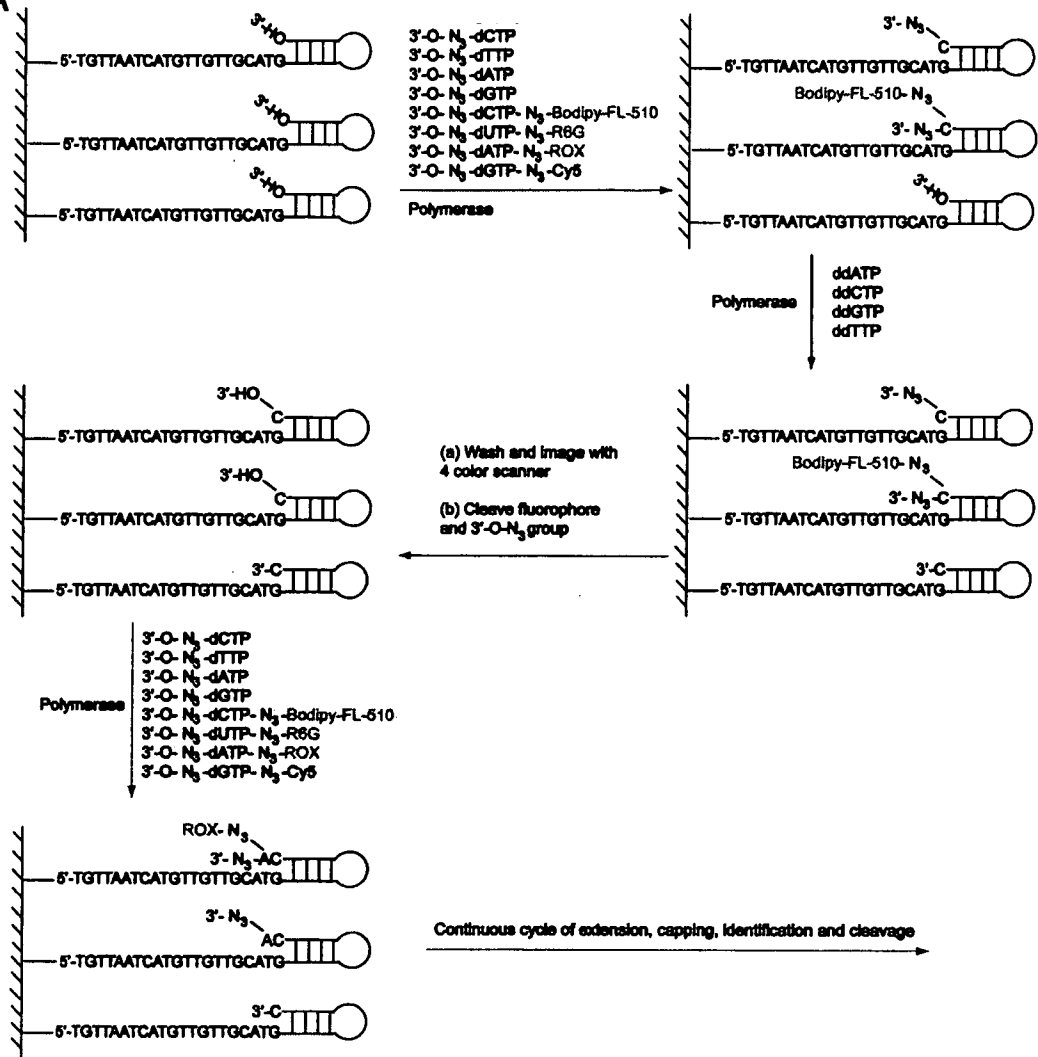 A
3'-HO
5'-TGTTAATCATGTTGTTGCATG
3'-HO
5'-TGTTAATCATGTTGTTGCATG
3'-HO
5'-TGTTAATCATGTTGTTGCATG
3'-O- N3 -dCTP
3'-O- N3 -dTTP
3'-O- N3 -dATP
3'-O- N3 -dGTP
3'-O- N3 -dCTP- N3 -Bodipy-FL-510
3'-O- N3 -dUTP- N3 -R6G
3'-O- N3 -dATP- N3 -ROX
3'-O- N3 -dGTP- N3 -Cy5
Polymerase
3'- N3
C
5'-TGTTAATCATGTTGTTGCATG
Bodipy-FL-510- N3
3'- N3 -C
5'-TGTTAATCATGTTGTTGCATG
3'-HO
5'-TGTTAATCATGTTGTTGCATG
Polymerase
ddATP
ddCTP
ddGTP
ddTTP
3'- N3
C
5'-TGTTAATCATGTTGTTGCATG
Bodipy-FL-510- N3
3'- N3 -C
5'-TGTTAATCATGTTGTTGCATG
3'-C
5'-TGTTAATCATGTTGTTGCATG
(a) Wash and image with
4 color scanner
(b) Cleave fluorophore
and 3'-O-N3 group
3'-HO
C
5'-TGTTAATCATGTTGTTGCATG
3'-HO
C
5'-TGTTAATCATGTTGTTGCATG
3'-C
5'-TGTTAATCATGTTGTTGCATG
Polymerase
3'-O- N3 -dCTP
3'-O- N3 -dTTP
3'-O- N3 -dATP
3'-O- N3 -dGTP
3'-O- N3 -dCTP- N3 -Bodipy-FL-510
3'-O- N3 -dUTP- N3 -R6G
3'-O- N3 -dATP- N3 -ROX
3'-O- N3 -dGTP- N3 -Cy5
ROX- N3
3'- N3 -AC
5'-TGTTAATCATGTTGTTGCATG
3'- N3
AC
5'-TGTTAATCATGTTGTTGCATG
3'-C
5'-TGTTAATCATGTTGTTGCATG
Continuous cycle of extension, capping, identification and cleavage